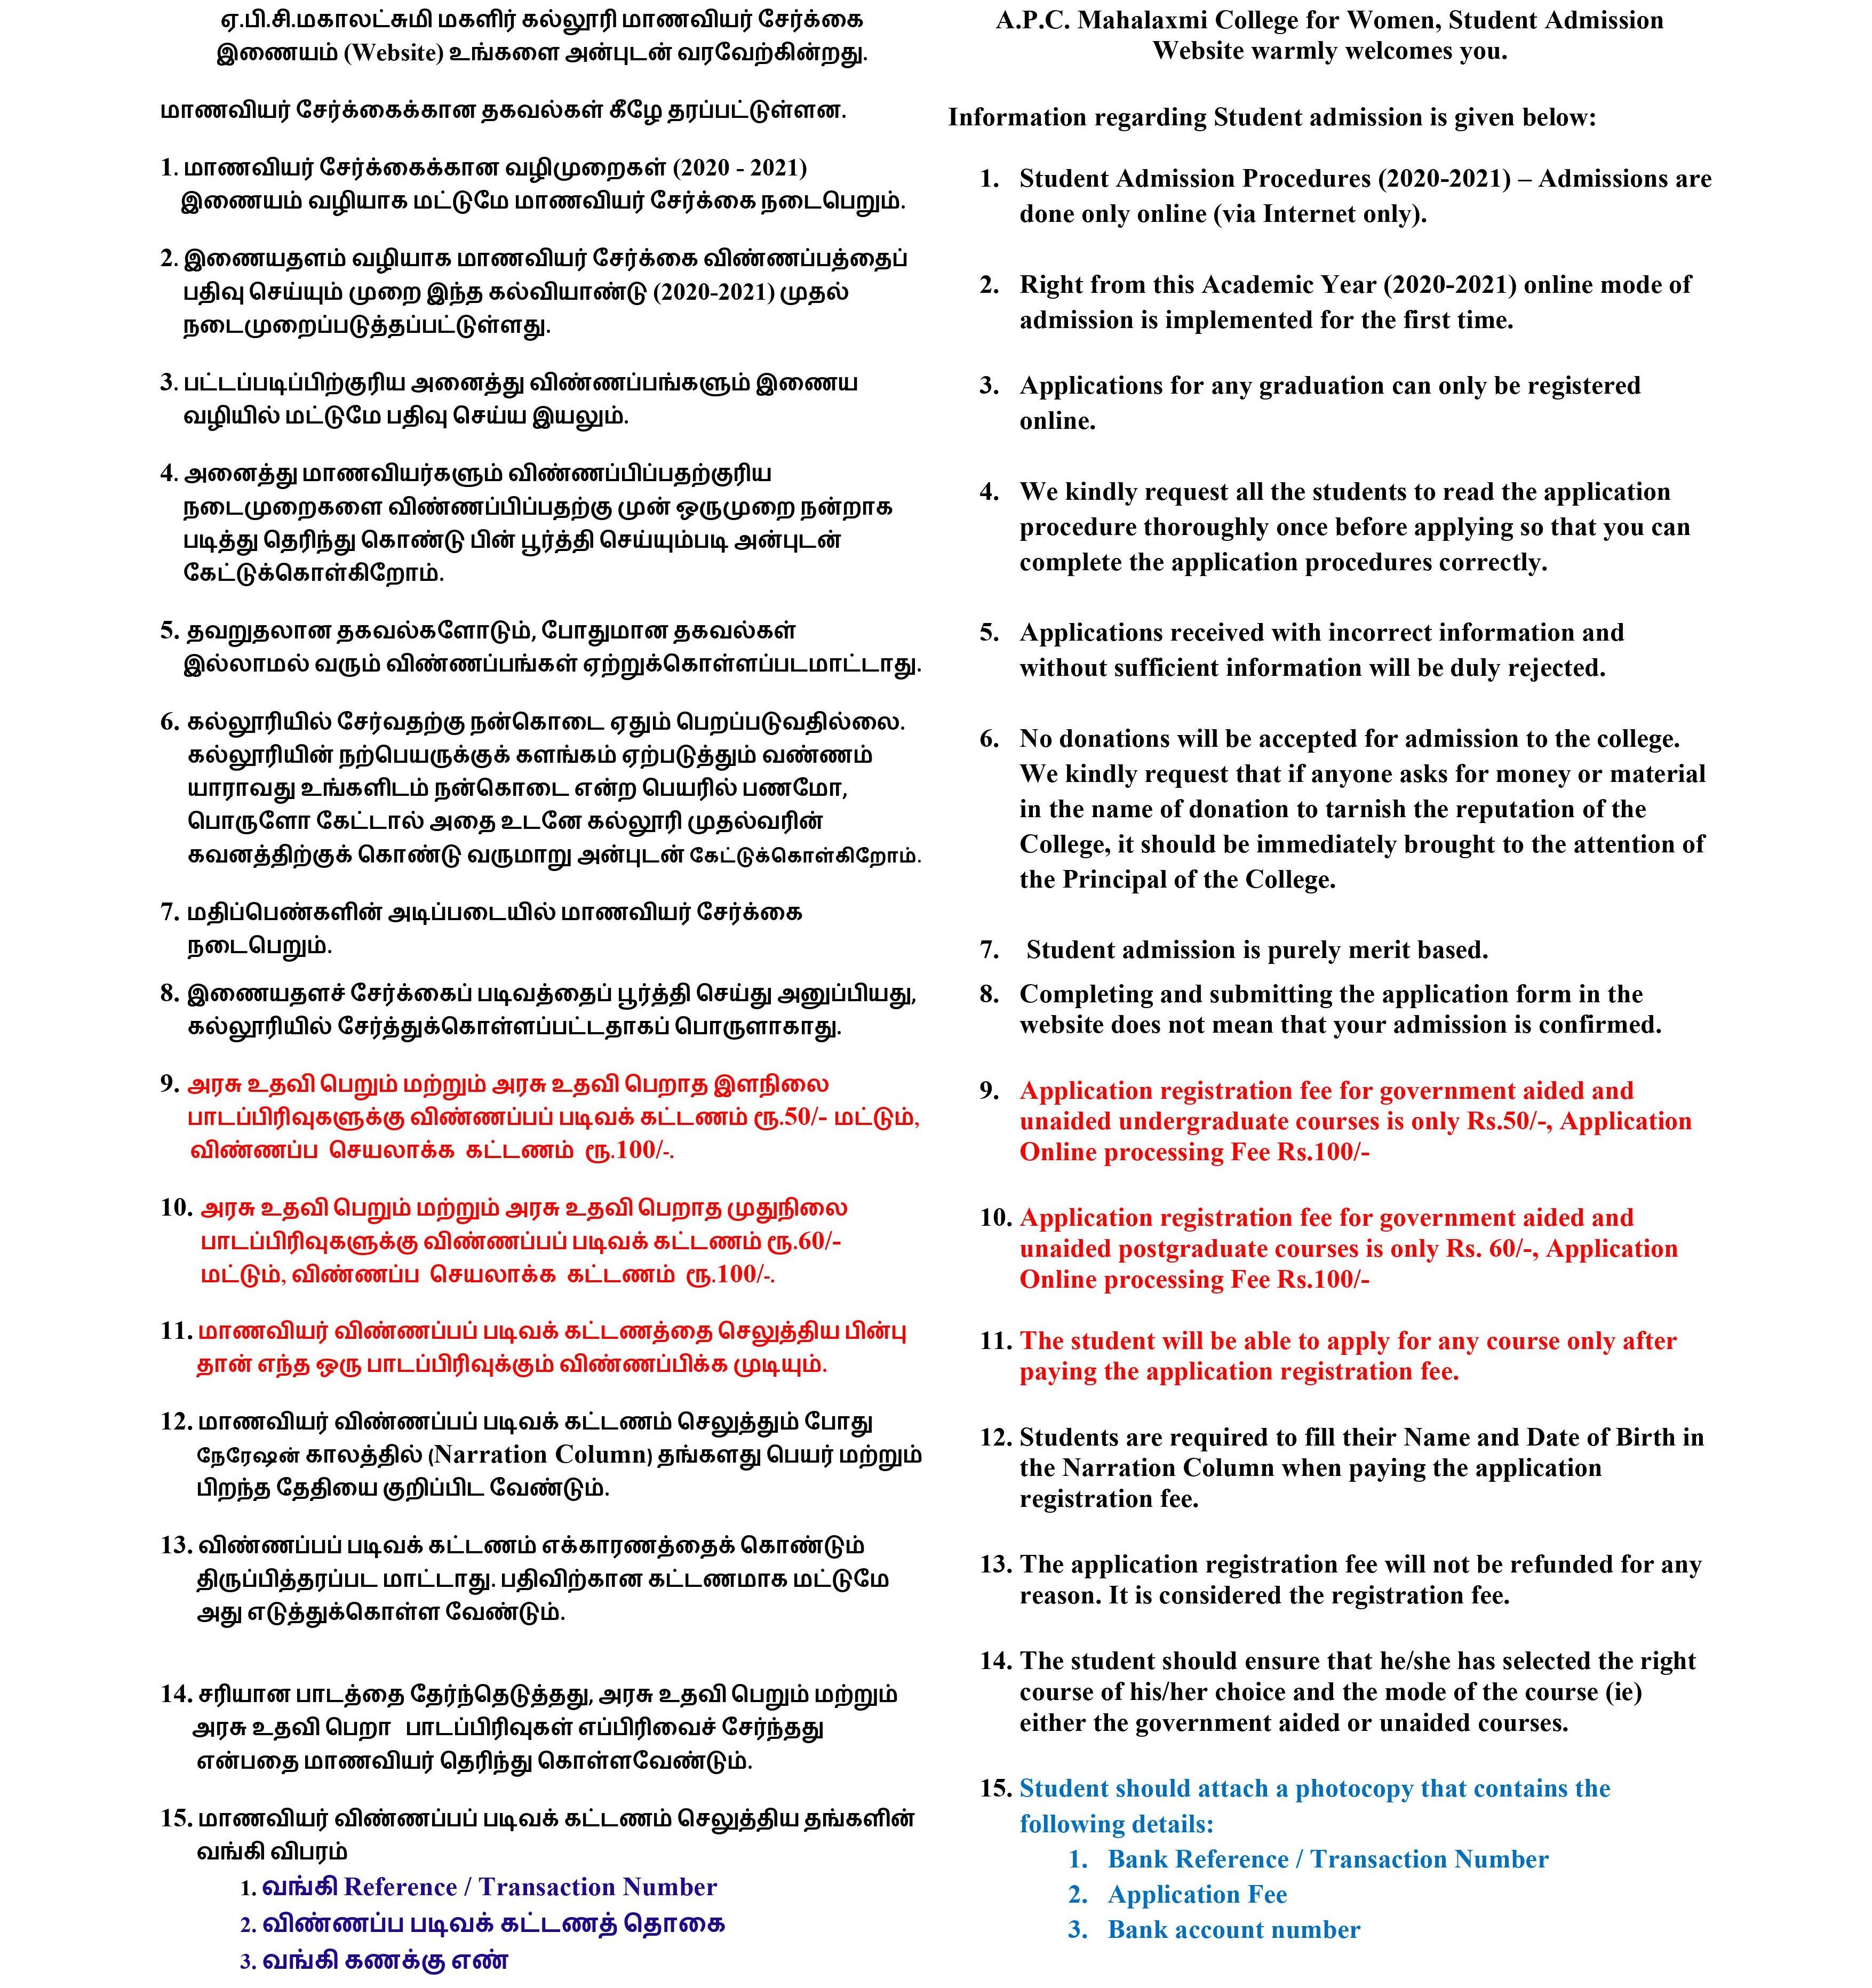 ஏ.பி.சி.மகாலட்சுமி மகளிர் கல்லூரி மாணவியர் சேர்க்கை
இணையம் (Website) உங்களை அன்புடன் வரவேற்கின்றது.
மாணவியர் சேர்க்கைக்கான தகவல்கள் கீழே தரப்பட்டுள்ளன.
1. மாணவியர் சேர்க்கைக்கான வழிமுறைகள் (2020 - 2021)
இணையம் வழியாக மட்டுமே மாணவியர் சேர்க்கை நடைபெறும்.
2. இணையதளம் வழியாக மாணவியர் சேர்க்கை விண்ணப்பத்தைப்
பதிவு செய்யும் முறை இந்த கல்வியாண்டு (2020-2021) முதல்
நடைமுறைப்படுத்தப்பட்டுள்ளது.
3. பட்டப்படிப்பிற்குரிய அனைத்து விண்ணப்பங்களும் இணைய
வழியில் மட்டுமே பதிவு செய்ய இயலும்.
4. அனைத்து மாணவியர்களும் விண்ணப்பிப்பதற்குரிய
நடைமுறைகளை விண்ணப்பிப்பதற்கு முன் ஒருமுறை நன்றாக
படித்து தெரிந்து கொண்டு பின் பூர்த்தி செய்யும்படி அன்புடன்
கேட்டுக்கொள்கிறோம்.
5. தவறுதலான தகவல்களோடும், போதுமான தகவல்கள்
இல்லாமல் வரும் விண்ணப்பங்கள் ஏற்றுக்கொள்ளப்படமாட்டாது.
6. கல்லூரியில் சேர்வதற்கு நன்கொடை ஏதும் பெறப்படுவதில்லை.
கல்லூரியின் நற்பெயருக்குக் களங்கம் ஏற்படுத்தும் வண்ணம்
யாராவது உங்களிடம் நன்கொடை என்ற பெயரில் பணமோ,
பொருளோ கேட்டால் அதை உடனே கல்லூரி முதல்வரின்
கவனத்திற்குக் கொண்டு வருமாறு அன்புடன் கேட்டுக்கொள்கிறோம்.
7. மதிப்பெண்களின் அடிப்படையில் மாணவியர் சேர்க்கை
நடைபெறும்.
8. இணையதளச் சேர்க்கைப் படிவத்தைப் பூர்த்தி செய்து அனுப்பியது,
கல்லூரியில் சேர்த்துக்கொள்ளப்பட்டதாகப் பொருளாகாது.
9. அரசு உதவி பெறும் மற்றும் அரசு உதவி பெறாத இளநிலை
பாடப்பிரிவுகளுக்கு விண்ணப்பப் படிவக் கட்டணம் ரூ.50/- மட்டும்,
விண்ணப்ப செயலாக்க கட்டணம் ரூ.100/-.
10. அரசு உதவி பெறும் மற்றும் அரசு உதவி பெறாத முதுநிலை
பாடப்பிரிவுகளுக்கு விண்ணப்பப் படிவக் கட்டணம் ரூ.60/-
மட்டும், விண்ணப்ப செயலாக்க கட்டணம் ரூ.100/-.
11. மாணவியர் விண்ணப்பப் படிவக் கட்டணத்தை செலுத்திய பின்பு
தான் எந்த ஒரு பாடப்பிரிவுக்கும் விண்ணப்பிக்க முடியும்.
12. மாணவியர் விண்ணப்பப் படிவக் கட்டணம் செலுத்தும் போது
நேரேஷன் காலத்தில் (Narration Column) தங்களது பெயர் மற்றும்
பிறந்த தேதியை குறிப்பிட வேண்டும்.
13. விண்ணப்பப் படிவக் கட்டணம் எக்காரணத்தைக் கொண்டும்
திருப்பித்தரப்பட மாட்டாது. பதிவிற்கான கட்டணமாக மட்டுமே
அது எடுத்துக்கொள்ள வேண்டும்.
14. சரியான பாடத்தை தேர்ந்தெடுத்தது, அரசு உதவி பெறும் மற்றும்
அரசு உதவி பெறா பாடப்பிரிவுகள் எப்பிரிவைச் சேர்ந்தது
என்பதை மாணவியர் தெரிந்து கொள்ளவேண்டும்.
15. மாணவியர் விண்ணப்பப் படிவக் கட்டணம் செலுத்திய தங்களின்
வங்கி விபரம்
1. வங்கி Reference / Transaction Number
2. விண்ணப்ப படிவக் கட்டணத் தொகை
3. வங்கி கணக்கு எண்
A.P.C. Mahalaxmi College for Women, Student Admission
Website warmly welcomes you.
Information regarding Student admission is given below:
1. Student Admission Procedures (2020-2021) – Admissions are
done only online (via Internet only).
2. Right from this Academic Year (2020-2021) online mode of
admission is implemented for the first time.
3. Applications for any graduation can only be registered
online.
4. We kindly request all the students to read the application
procedure thoroughly once before applying so that you can
complete the application procedures correctly.
5. Applications received with incorrect information and
without sufficient information will be duly rejected.
6. No donations will be accepted for admission to the college.
We kindly request that if anyone asks for money or material
in the name of donation to tarnish the reputation of the
College, it should be immediately brought to the attention of
the Principal of the College.
7. Student admission is purely merit based.
8. Completing and submitting the application form in the
website does not mean that your admission is confirmed.
9. Application registration fee for government aided and
unaided undergraduate courses is only Rs.50/-, Application
Online processing Fee Rs.100/-
10. Application registration fee for government aided and
unaided postgraduate courses is only Rs. 60/-, Application
Online processing Fee Rs.100/-
11. The student will be able to apply for any course only after
paying the application registration fee.
12. Students are required to fill their Name and Date of Birth in
the Narration Column when paying the application
registration fee.
13. The application registration fee will not be refunded for any
reason. It is considered the registration fee.
14. The student should ensure that he/she has selected the right
course of his/her choice and the mode of the course (ie)
either the government aided or unaided courses.
15. Student should attach a photocopy that contains the
following details:
1. Bank Reference / Transaction Number
2. Application Fee
3. Bank account number